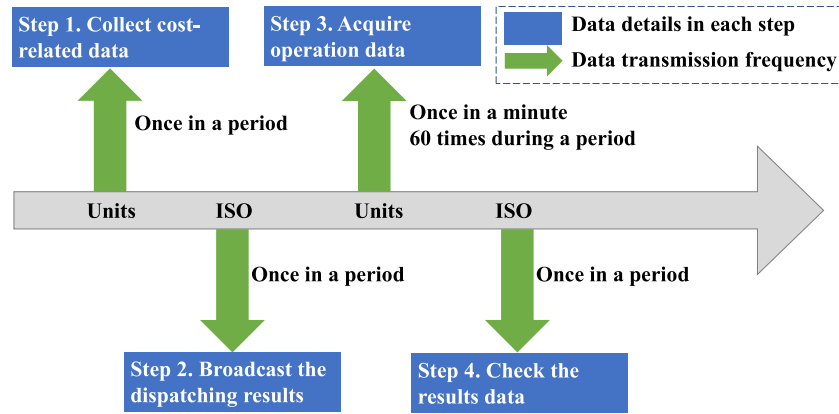 Step 1. Collect cost-
related data
Step 3. Acquire
operation data
Data details in each step
Data transmission frequency
Once in a period
Once in a minute
60 times during a period
Units
ISO
Units
ISO
Once in a period
Once in a period
Step 2. Broadcast the
dispatching results
Step 4. Check the
results data